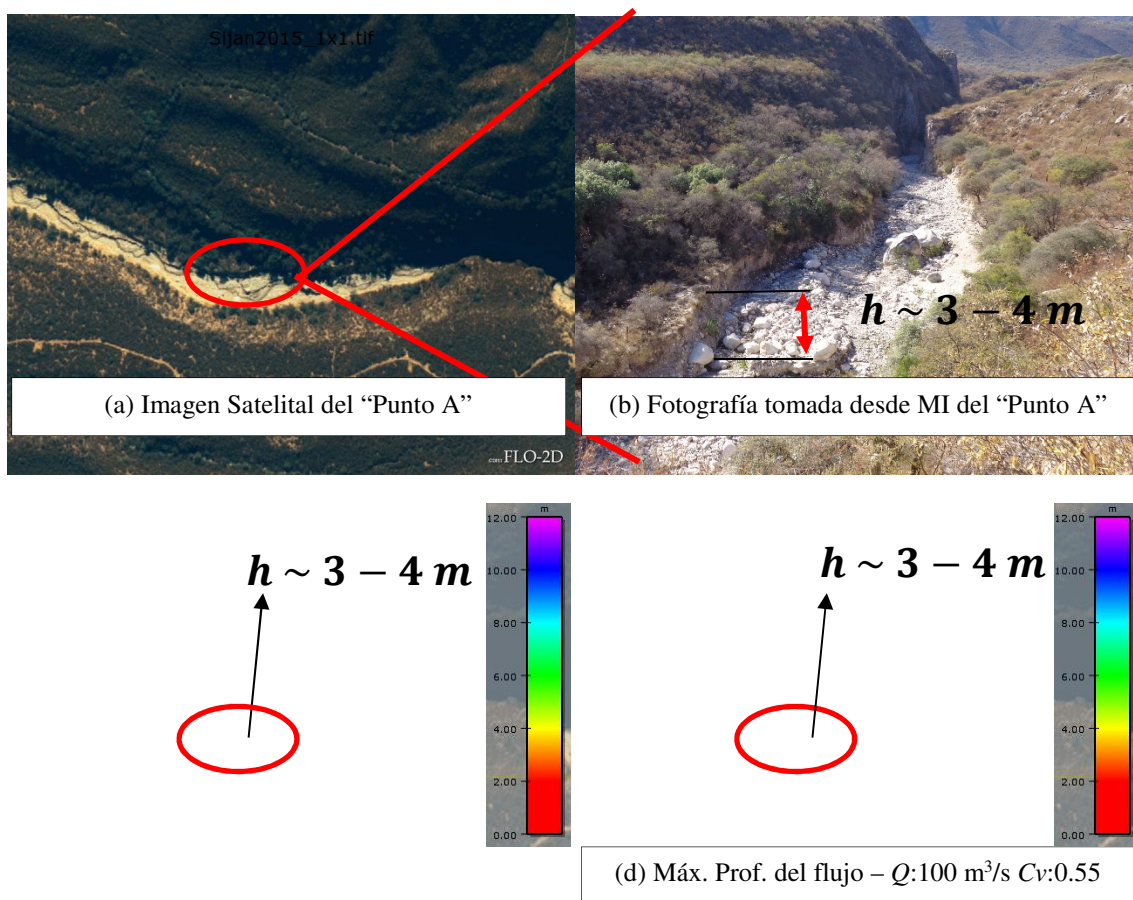 Sijan2015_1x1.tif
h ~ 3 – 4 m
(a) Imagen Satelital del “Punto A”
(b) Fotografía tomada desde MI del “Punto A”
©2011 FLO-2D
h ~ 3 – 4 m
m
12.00
10.00
8.00
6.00
4.00
2.00
0.00
h ~ 3 – 4 m
m
12.00
10.00
8.00
6.00
4.00
2.00
0.00
(d) Máx. Prof. del flujo – Q:100 m³/s Cv:0.55